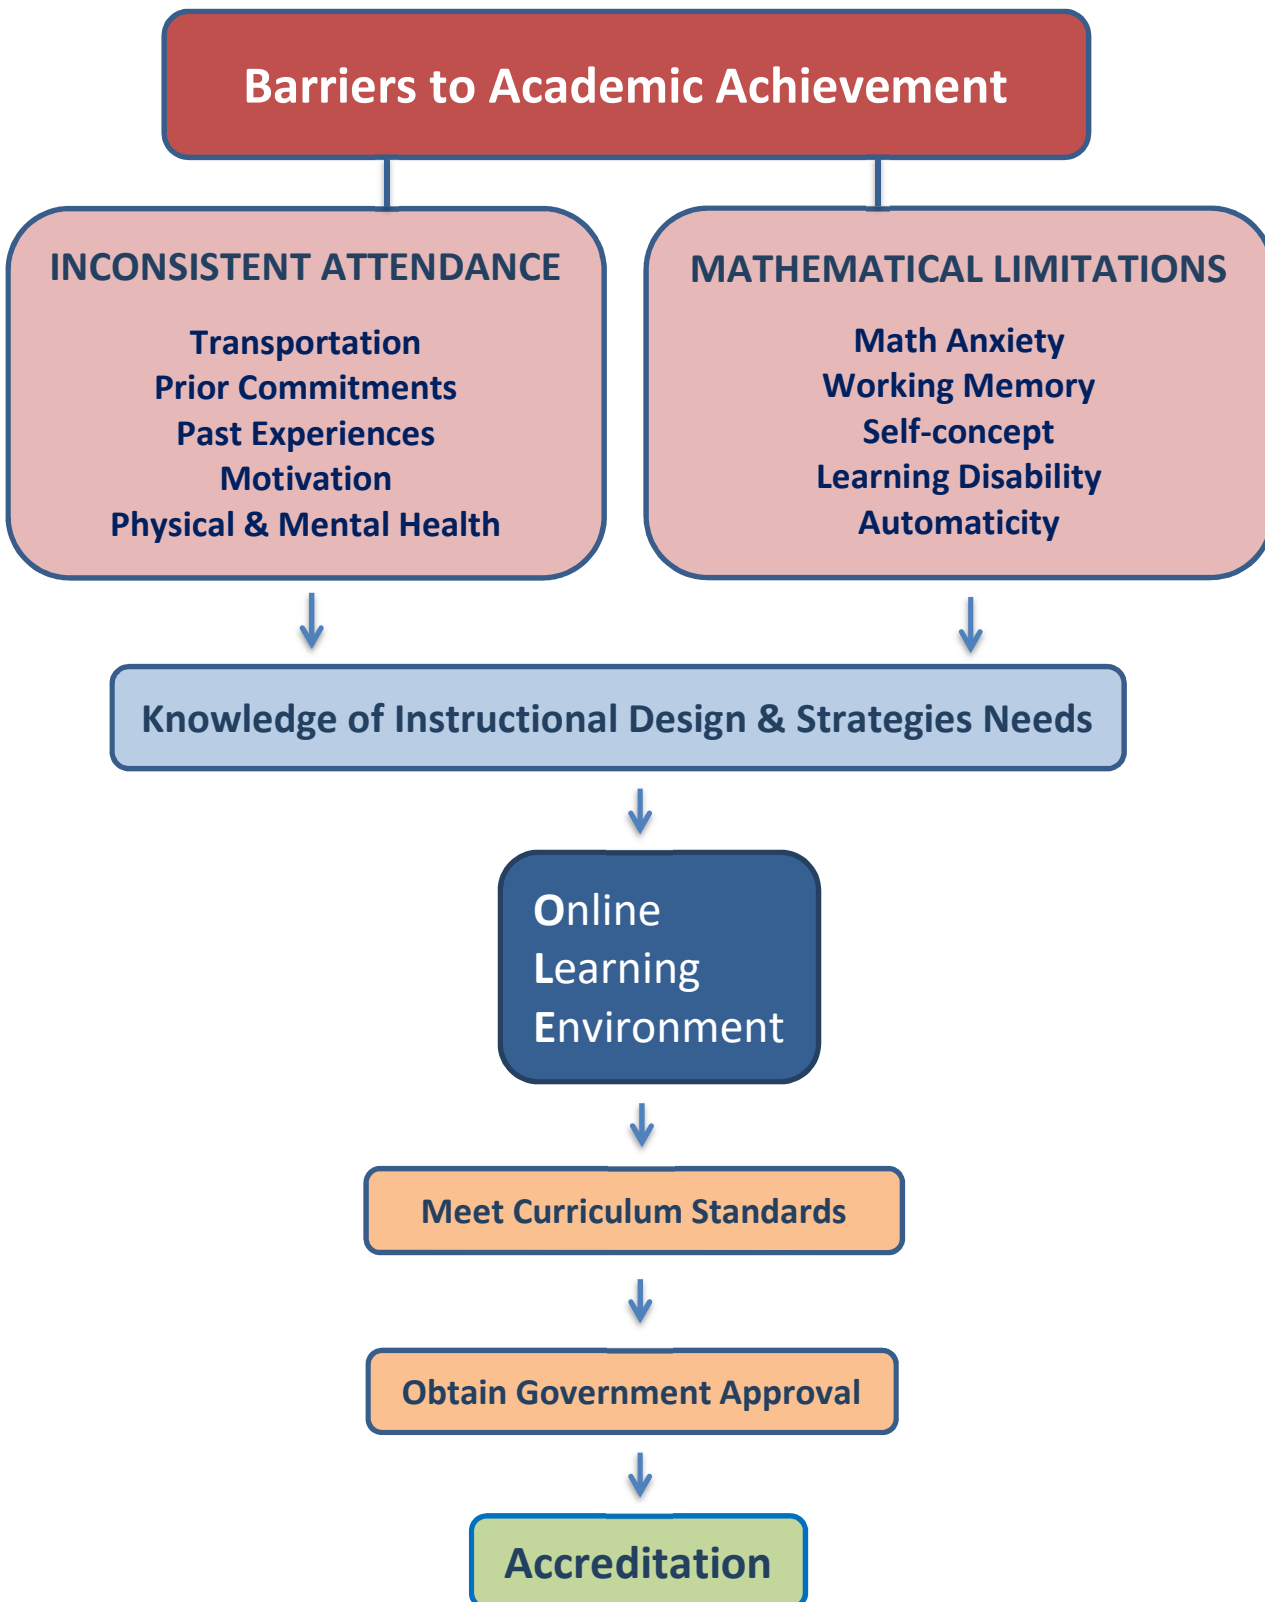 Barriers to Academic Achievement
INCONSISTENT ATTENDANCE
Transportation
Prior Commitments
Past Experiences
Motivation
Physical & Mental Health
MATHEMATICAL LIMITATIONS
Math Anxiety
Working Memory
Self-concept
Learning Disability
Automaticity
Knowledge of Instructional Design & Strategies Needs
Online
Learning
Environment
Meet Curriculum Standards
Obtain Government Approval
Accreditation